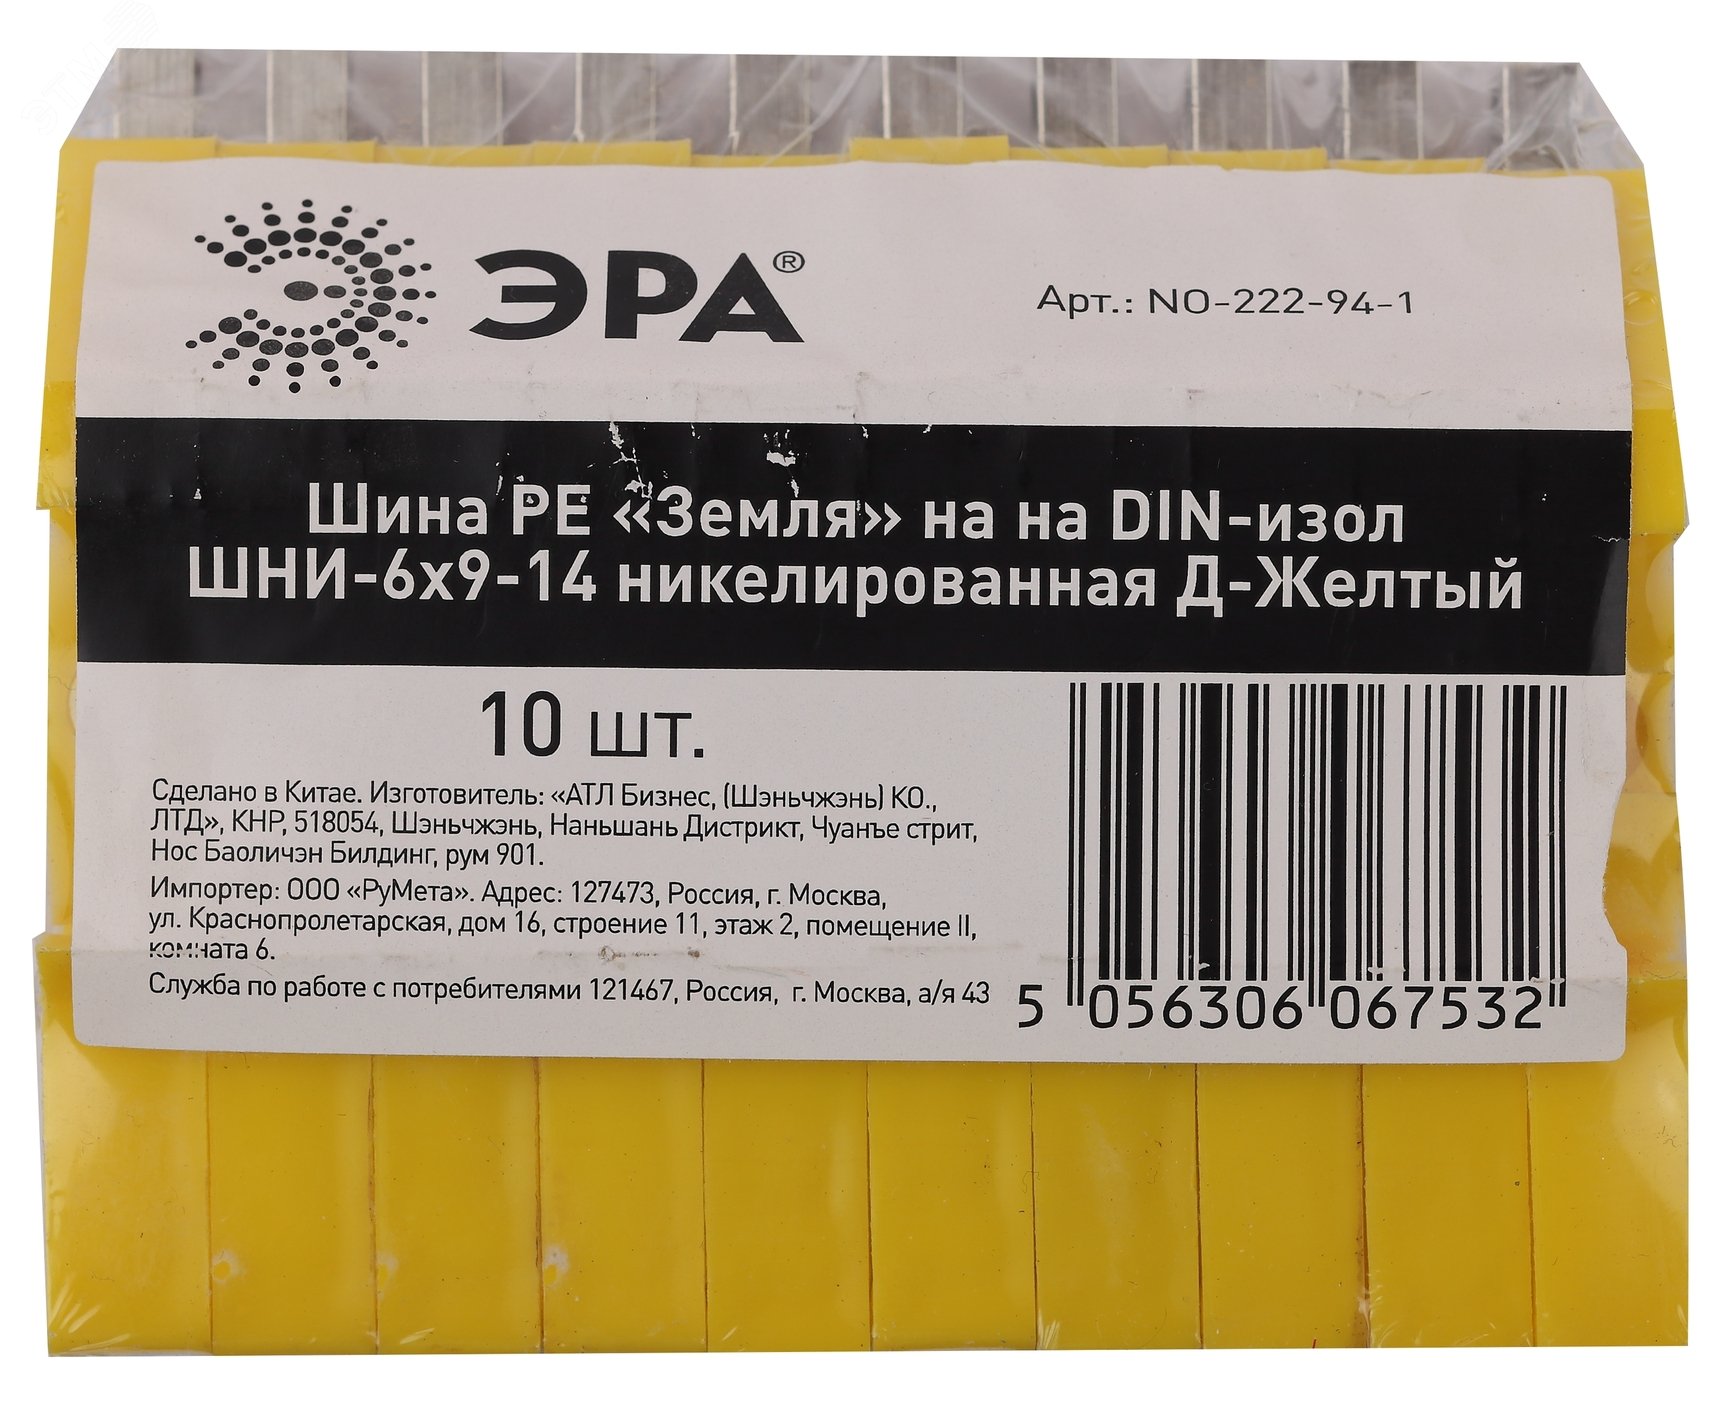 ЭРА®
Арт.: NO-222-94-1
Шина PE «Земля» на на DIN-изол
ШНИ-6х9-14 никелированная Д-Желтый
10 шт.
Сделано в Китае. Изготовитель: «АТЛ Бизнес, (Шэньчжэнь) КО.,
ЛТД», КНР, 518054, Шэньчжэнь, Наньшань Дистрикт, Чуанъе стрит,
Нос Баоличэн Билдинг, рум 901.
Импортер: ООО «РуМета». Адрес: 127473, Россия, г. Москва,
ул. Краснопролетарская, дом 16, строение 11, этаж 2, помещение II,
комната 6.
Служба по работе с потребителями 121467, Россия, г. Москва, а/я 43
5 056306 067532